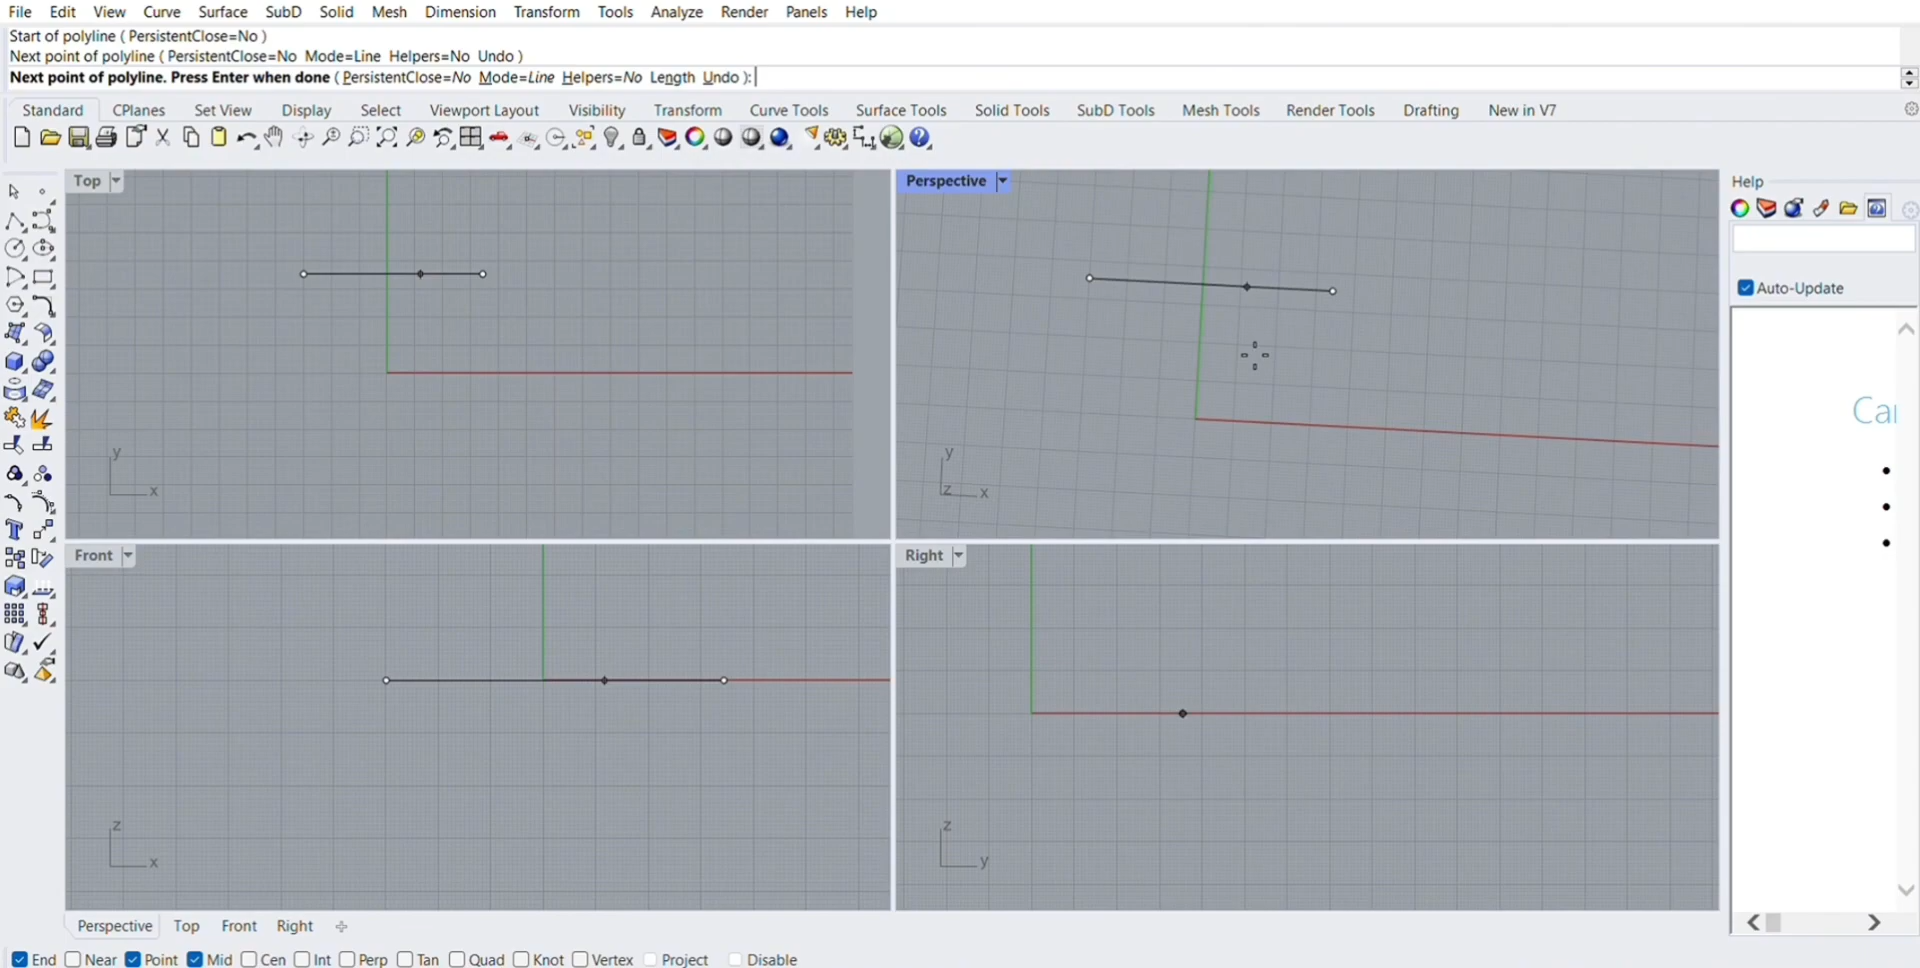 File Edit View Curve Surface SubD Solid Mesh Dimension Transform Tools Analyze Render Panels Help
Start of polyline ( PersistentClose=No )
Next point of polyline ( PersistentClose=No Mode=Line Helpers=No Undo )
Next point of polyline. Press Enter when done ( PersistentClose=No Mode=Line Helpers=No Length Undo ):
Standard CPlanes Set View Display Select Viewport Layout Visibility Transform Curve Tools Surface Tools Solid Tools SubD Tools Mesh Tools Render Tools Drafting New in V7
Top
Perspective
Help
Auto-Update
Car
y
x
y
z x
Front
Right
z
x
z
y
Perspective Top Front Right
End Near Point Mid Cen Int Perp Tan Quad Knot Vertex Project Disable